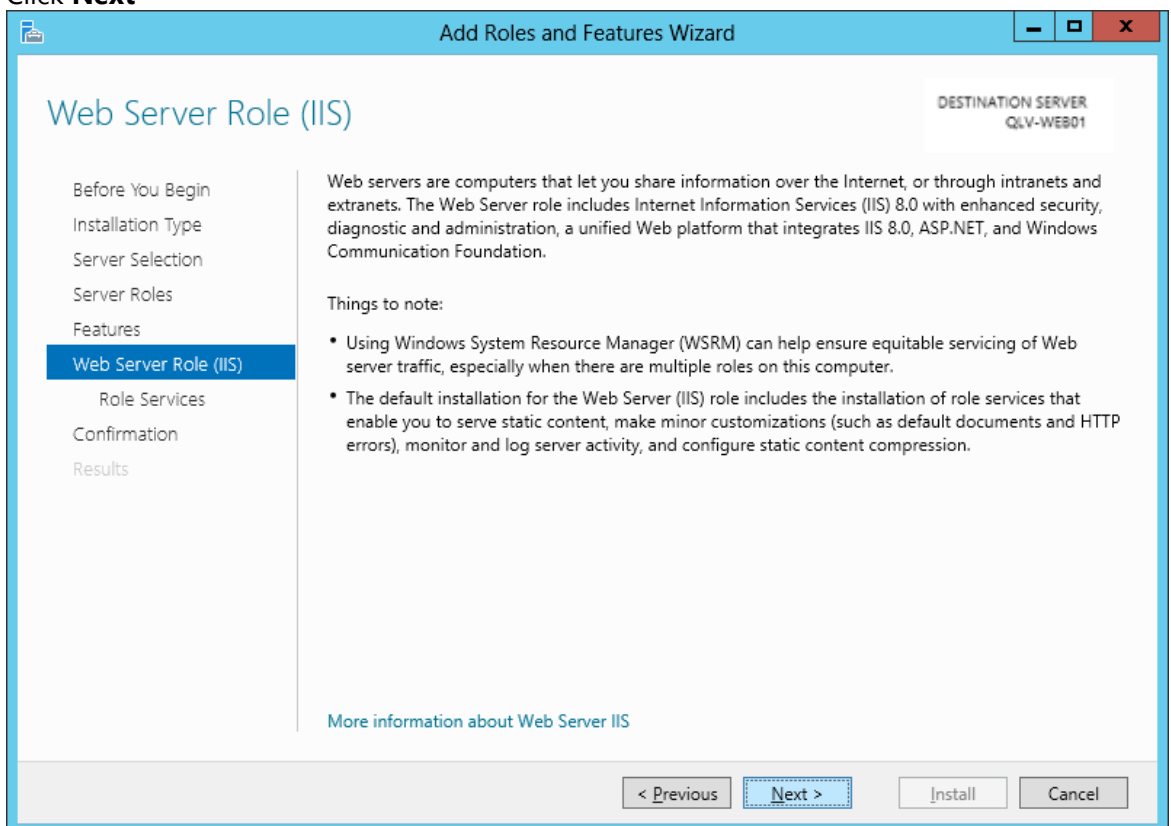 Click Next
Add Roles and Features Wizard
Web Server Role (IIS)
DESTINATION SERVER
QLV-WEB01
Before You Begin
Installation Type
Server Selection
Server Roles
Features
Web Server Role (IIS)
Role Services
Confirmation
Results
Web servers are computers that let you share information over the Internet, or through intranets and
extranets. The Web Server role includes Internet Information Services (IIS) 8.0 with enhanced security,
diagnostic and administration, a unified Web platform that integrates IIS 8.0, ASP.NET, and Windows
Communication Foundation.
Things to note:
• Using Windows System Resource Manager (WSRM) can help ensure equitable servicing of Web
server traffic, especially when there are multiple roles on this computer.
• The default installation for the Web Server (IIS) role includes the installation of role services that
enable you to serve static content, make minor customizations (such as default documents and HTTP
errors), monitor and log server activity, and configure static content compression.
More information about Web Server IIS
< Previous
Next >
Install
Cancel